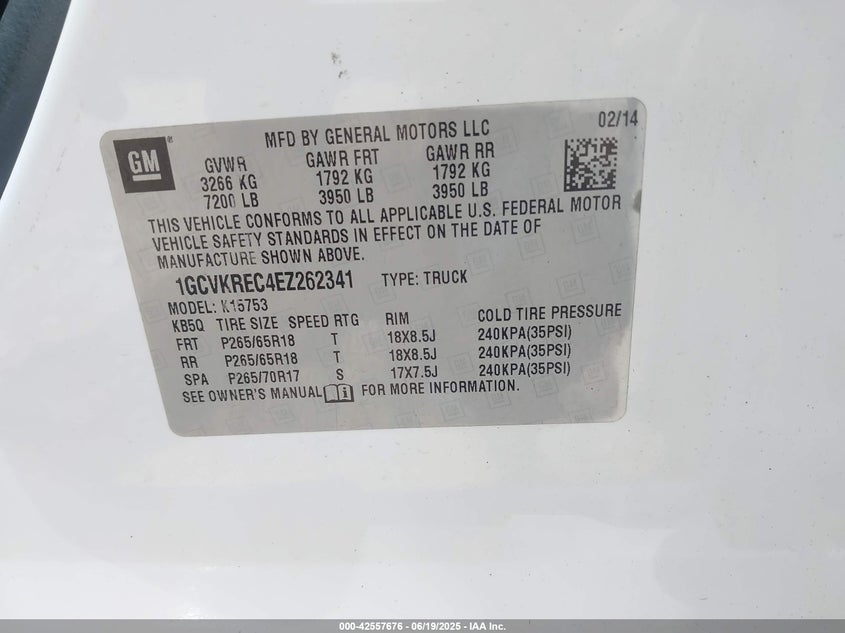 MFD BY GENERAL MOTORS LLC 02/14
GM ®
GVWR GAWR FRT GAWR RR
3266 KG 1792 KG 1792 KG
7200 LB 3950 LB 3950 LB
THIS VEHICLE CONFORMS TO ALL APPLICABLE U.S. FEDERAL MOTOR
VEHICLE SAFETY STANDARDS IN EFFECT ON THE DATE OF
MANUFACTURE SHOWN ABOVE.
1GCVKREC4EZ262341 TYPE: TRUCK
MODEL: K15753
KB5Q TIRE SIZE SPEED RTG RIM COLD TIRE PRESSURE
FRT P265/65R18 T 18X8.5J 240KPA(35PSI)
RR P265/65R18 T 18X8.5J 240KPA(35PSI)
SPA P265/70R17 S 17X7.5J 240KPA(35PSI)
SEE OWNER'S MANUAL i FOR MORE INFORMATION.
000-42557676 - 06/19/2025 - IAA Inc.